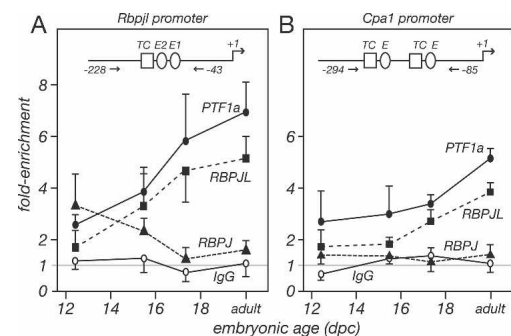 A Rbpjl promoter
TC E2 E1 +1
-228 -43
PTF1a
RBPJL
RBPJ
IgG
fold-enrichment
8
6
4
2
1
0
12 14 16 18 adult
B Cpa1 promoter
TC E TC E +1
-294 -85
PTF1a
RBPJL
RBPJ
IgG
8
6
4
2
1
0
12 14 16 18 adult
embryonic age (dpc)